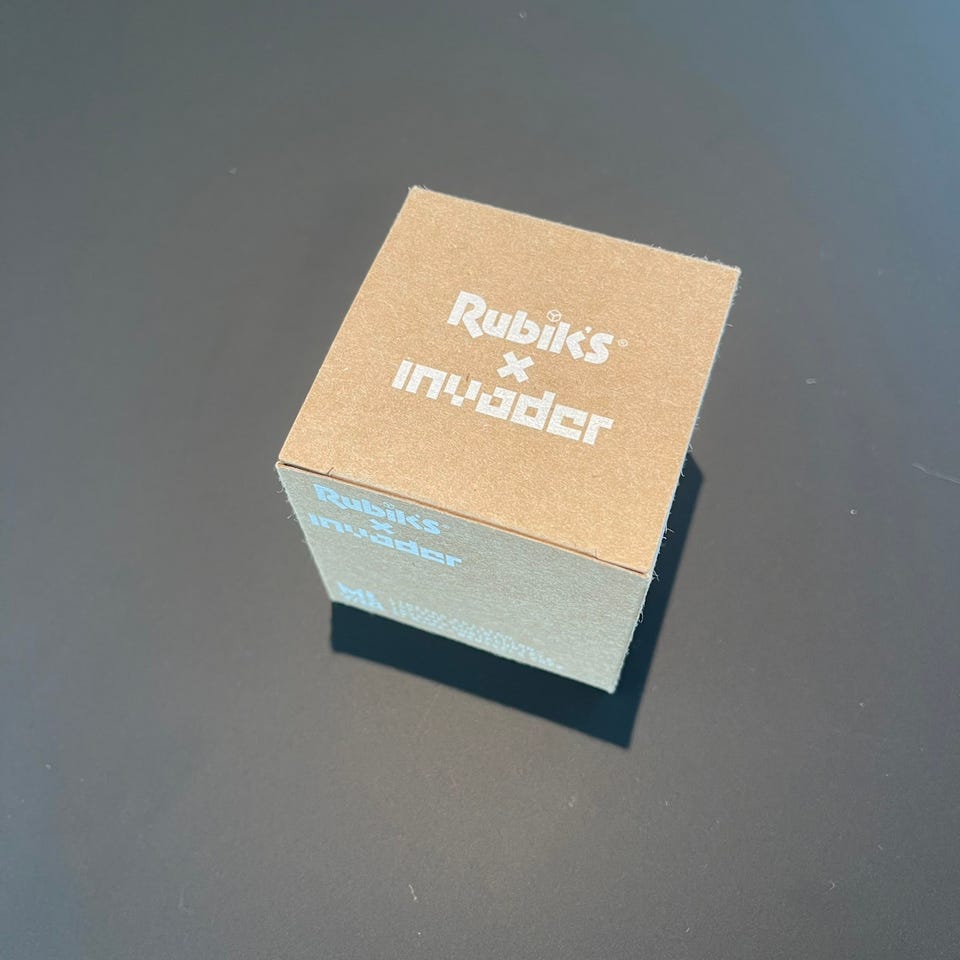 Rubik's®
x
invader
Rubik's
x
invader